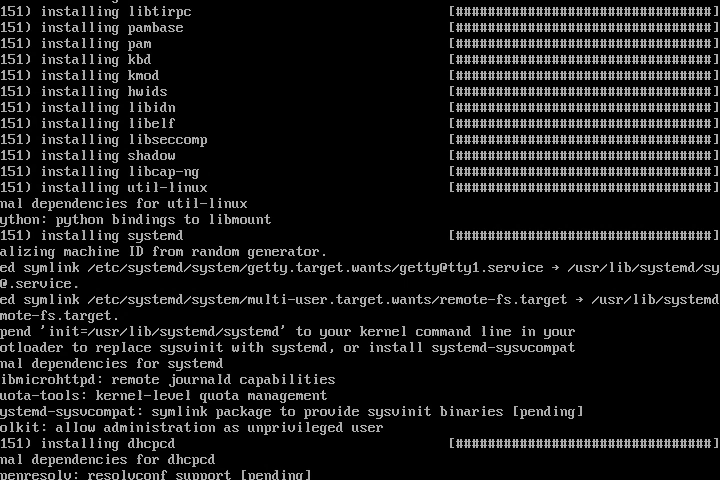 151) installing libtirpc [################################]
151) installing pambase [################################]
151) installing pam [################################]
151) installing kbd [################################]
151) installing kmod [################################]
151) installing hwids [################################]
151) installing libidn [################################]
151) installing libelf [################################]
151) installing libseccomp [################################]
151) installing shadow [################################]
151) installing libcap-ng [################################]
151) installing util-linux [################################]
nal dependencies for util-linux
ython: python bindings to libmount
151) installing systemd [################################]
alizing machine ID from random generator.
ed symlink /etc/systemd/system/getty.target.wants/getty@tty1.service → /usr/lib/systemd/sy
@.service.
ed symlink /etc/systemd/system/multi-user.target.wants/remote-fs.target → /usr/lib/systemd
mote-fs.target.
pend 'init=/usr/lib/systemd/systemd' to your kernel command line in your
otloader to replace sysvinit with systemd, or install systemd-sysvcompat
nal dependencies for systemd
ibmicrohttpd: remote journald capabilities
uota-tools: kernel-level quota management
ystemd-sysvcompat: symlink package to provide sysvinit binaries [pending]
olkit: allow administration as unprivileged user
151) installing dhcpcd [################################]
nal dependencies for dhcpcd
penresolv: resolvconf support [pending]